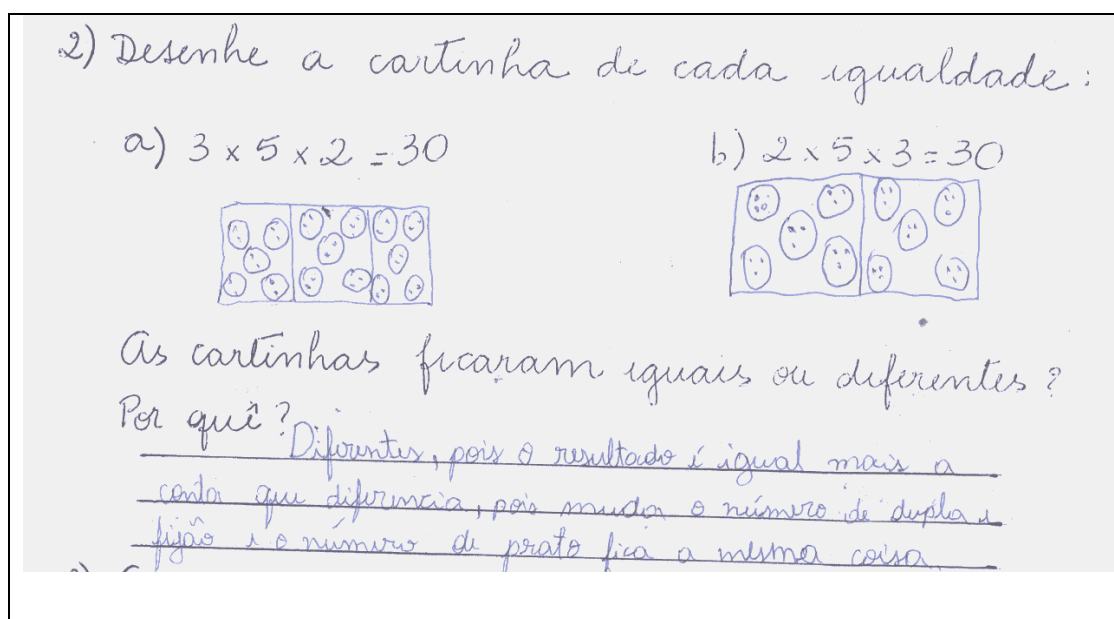 2) Desenhe a cartinha de cada igualdade:
a) 3 x 5 x 2 = 30
b) 2 x 5 x 3 = 30
As cartinhas ficaram iguais ou diferentes?
Por quê?
Diferentes, pois o resultado é igual mais a
conta que diferencia, pois muda o número de dupla e
fijão e o número de prato fica a mesma coisa.